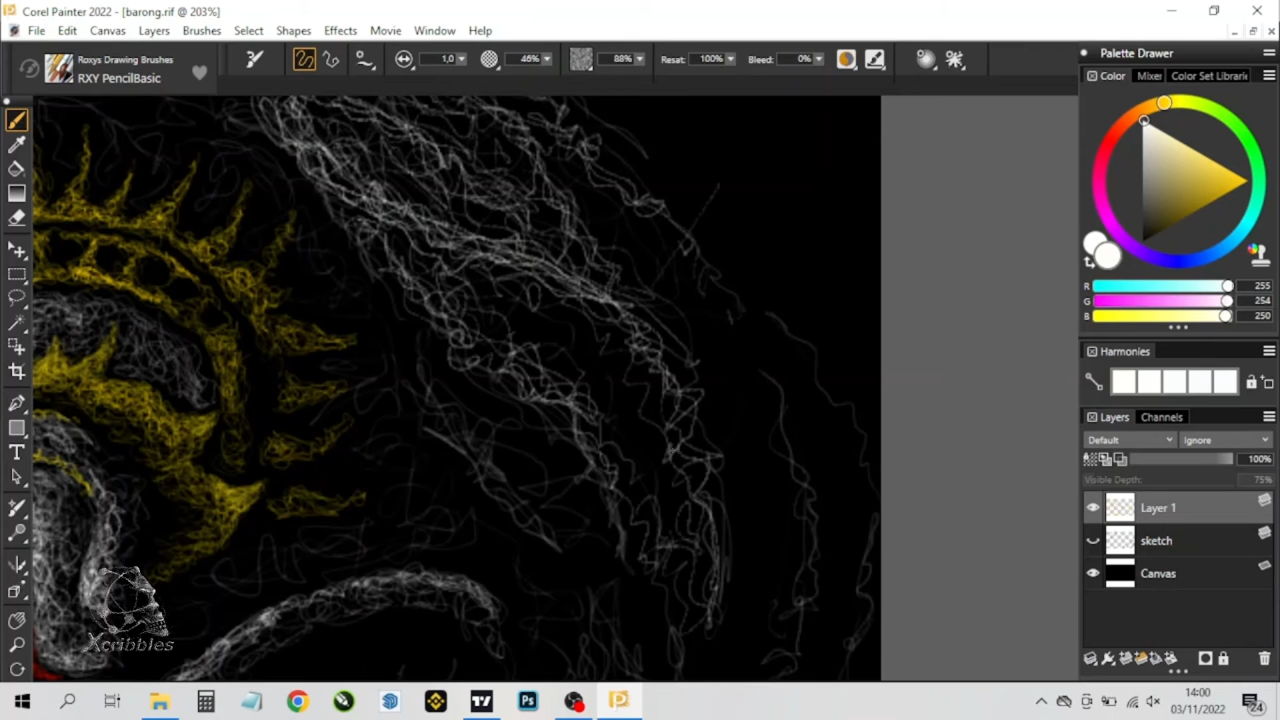 Corel Painter 2022 - [barong.rif @ 203%]
File Edit Canvas Layers Brushes Select Shapes Effects Movie Window Help
Roxys Drawing Brushes
RXY PencilBasic
1,0 46% 88% Resat: 100% Bleed: 0%
Palette Drawer
Color Mixer Color Set Librarie
R 255
G 254
B 250
Harmonies
Layers Channels
Default Ignore
100%
Visible Depth: 75%
Layer 1
sketch
Canvas
Xcribbles
14:00
03/11/2022
24